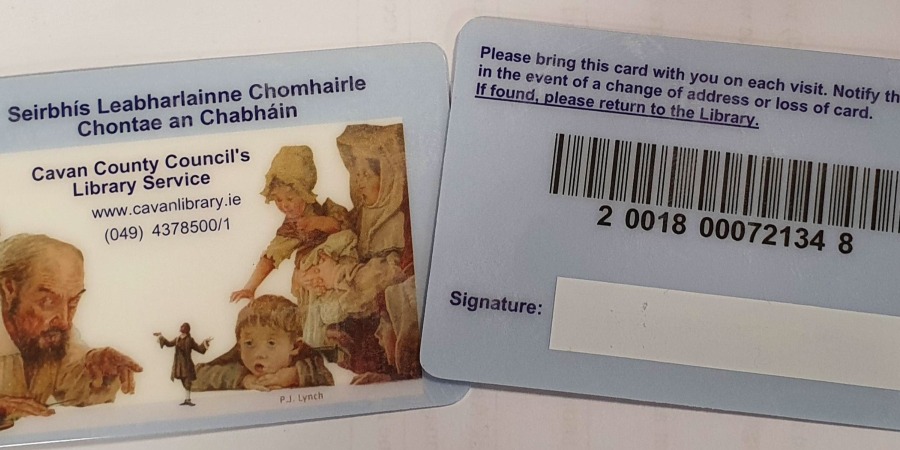 Seirbhís Leabharlainne Chomhairle
Chontae an Chabháin
Cavan County Council's
Library Service
www.cavanlibrary.ie
(049) 4378500/1
P.J. Lynch
Please bring this card with you on each visit. Notify
in the event of a change of address or loss of card.
If found, please return to the Library.
2 0018 00072134 8
Signature: